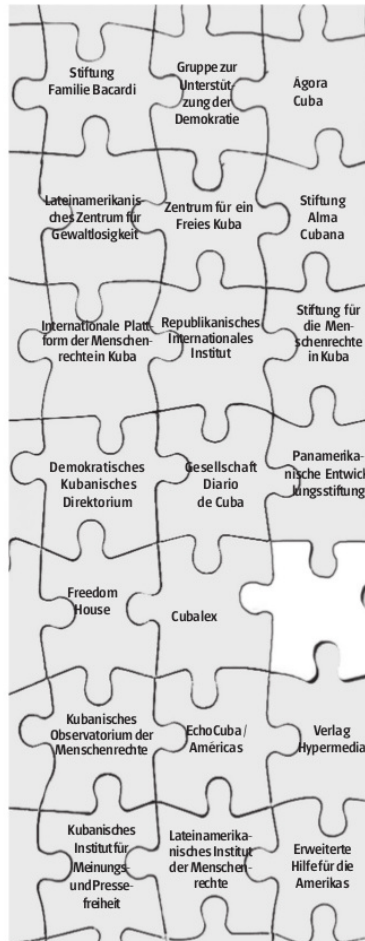 Stiftung
Familie Bacardi
Gruppe zur
Unterstüt-
zung der
Demokratie
Ágora
Cuba
Lateinamerikanis-
ches Zentrum für
Gewaltlosigkeit
Zentrum für ein
Freies Kuba
Stiftung
Alma
Cubana
Internationale Platt-
form der Menschen-
rechte in Kuba
Republikanisches
Internationales
Institut
Stiftung für
die Men-
schenrechte
in Kuba
Demokratisches
Kubanisches
Direktorium
Gesellschaft
Diario
de Cuba
Panamerika-
nische Entwick
lungsstiftung
Freedom
House
Cubalex
Kubanisches
Observatorium der
Menschenrechte
EchoCuba/
Américas
Verlag
Hypermedia
Kubanisches
Institut für
Meinungs-
und Presse-
freiheit
Lateinamerika-
nisches Institut
der Menschen-
rechte
Erweiterte
Hilfe für die
Amerikas